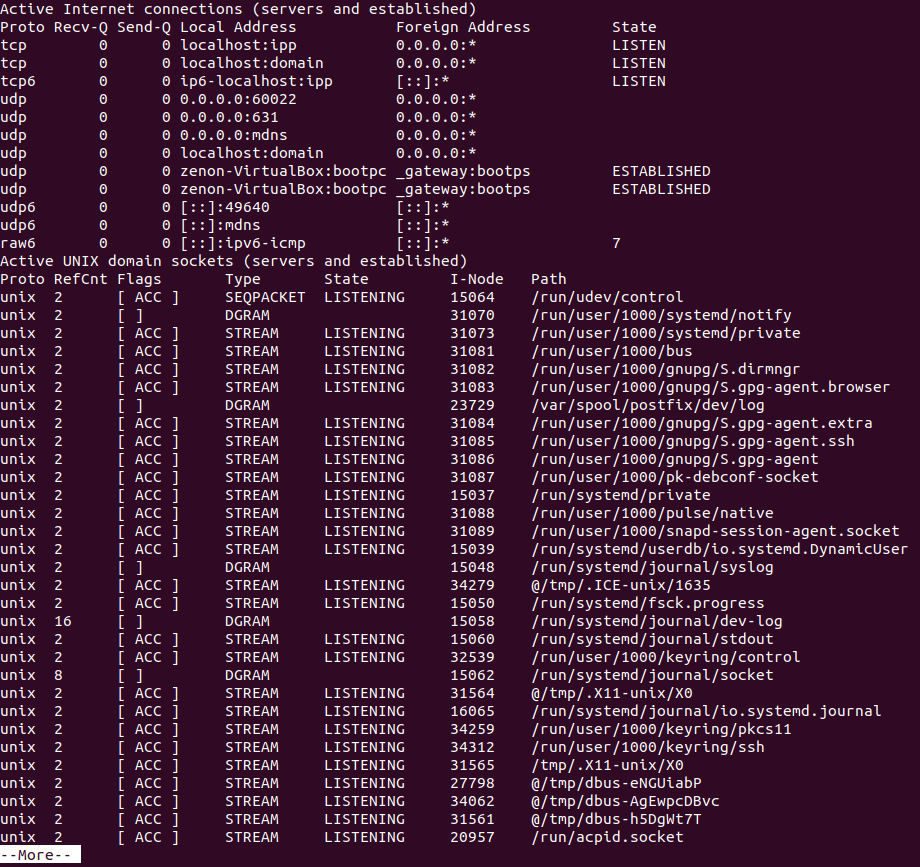 Active Internet connections (servers and established)
Proto Recv-Q Send-Q Local Address           Foreign Address         State
tcp        0      0 localhost:ipp           0.0.0.0:*               LISTEN
tcp        0      0 localhost:domain        0.0.0.0:*               LISTEN
tcp6       0      0 ip6-localhost:ipp       [::]:*                  LISTEN
udp        0      0 0.0.0.0:60022           0.0.0.0:*
udp        0      0 0.0.0.0:631             0.0.0.0:*
udp        0      0 0.0.0.0:mdns            0.0.0.0:*
udp        0      0 localhost:domain        0.0.0.0:*
udp        0      0 zenon-VirtualBox:bootpc _gateway:bootps         ESTABLISHED
udp        0      0 zenon-VirtualBox:bootpc _gateway:bootps         ESTABLISHED
udp6       0      0 [::]:49640              [::]:*
udp6       0      0 [::]:mdns               [::]:*
raw6       0      0 [::]:ipv6-icmp          [::]:*                  7
Active UNIX domain sockets (servers and established)
Proto RefCnt Flags       Type       State         I-Node   Path
unix  2      [ ACC ]     SEQPACKET  LISTENING     15064    /run/udev/control
unix  2      [ ]         DGRAM                    31070    /run/user/1000/systemd/notify
unix  2      [ ACC ]     STREAM     LISTENING     31073    /run/user/1000/systemd/private
unix  2      [ ACC ]     STREAM     LISTENING     31081    /run/user/1000/bus
unix  2      [ ACC ]     STREAM     LISTENING     31082    /run/user/1000/gnupg/S.dirmngr
unix  2      [ ACC ]     STREAM     LISTENING     31083    /run/user/1000/gnupg/S.gpg-agent.browser
unix  2      [ ]         DGRAM                    23729    /var/spool/postfix/dev/log
unix  2      [ ACC ]     STREAM     LISTENING     31084    /run/user/1000/gnupg/S.gpg-agent.extra
unix  2      [ ACC ]     STREAM     LISTENING     31085    /run/user/1000/gnupg/S.gpg-agent.ssh
unix  2      [ ACC ]     STREAM     LISTENING     31086    /run/user/1000/gnupg/S.gpg-agent
unix  2      [ ACC ]     STREAM     LISTENING     31087    /run/user/1000/pk-debconf-socket
unix  2      [ ACC ]     STREAM     LISTENING     15037    /run/systemd/private
unix  2      [ ACC ]     STREAM     LISTENING     31088    /run/user/1000/pulse/native
unix  2      [ ACC ]     STREAM     LISTENING     31089    /run/user/1000/snapd-session-agent.socket
unix  2      [ ACC ]     STREAM     LISTENING     15039    /run/systemd/userdb/io.systemd.DynamicUser
unix  2      [ ]         DGRAM                    15048    /run/systemd/journal/syslog
unix  2      [ ACC ]     STREAM     LISTENING     34279    @/tmp/.ICE-unix/1635
unix  2      [ ACC ]     STREAM     LISTENING     15050    /run/systemd/fsck.progress
unix  16     [ ]         DGRAM                    15058    /run/systemd/journal/dev-log
unix  2      [ ACC ]     STREAM     LISTENING     15060    /run/systemd/journal/stdout
unix  2      [ ACC ]     STREAM     LISTENING     32539    /run/user/1000/keyring/control
unix  8      [ ]         DGRAM                    15062    /run/systemd/journal/socket
unix  2      [ ACC ]     STREAM     LISTENING     31564    @/tmp/.X11-unix/X0
unix  2      [ ACC ]     STREAM     LISTENING     16065    /run/systemd/journal/io.systemd.journal
unix  2      [ ACC ]     STREAM     LISTENING     34259    /run/user/1000/keyring/pkcs11
unix  2      [ ACC ]     STREAM     LISTENING     34312    /run/user/1000/keyring/ssh
unix  2      [ ACC ]     STREAM     LISTENING     31565    /tmp/.X11-unix/X0
unix  2      [ ACC ]     STREAM     LISTENING     27798    @/tmp/dbus-eNGUiabP
unix  2      [ ACC ]     STREAM     LISTENING     34062    @/tmp/dbus-AgEwpcDBvc
unix  2      [ ACC ]     STREAM     LISTENING     31561    @/tmp/dbus-h5DgWt7T
unix  2      [ ACC ]     STREAM     LISTENING     20957    /run/acpid.socket
--More--